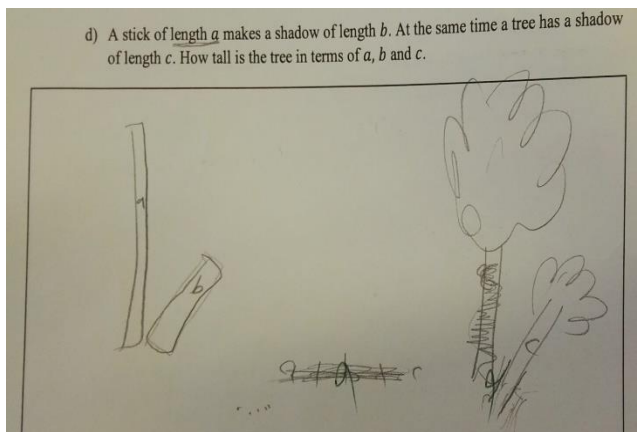 d) A stick of length a makes a shadow of length b. At the same time a tree has a shadow
of length c. How tall is the tree in terms of a, b and c.
a
b
c